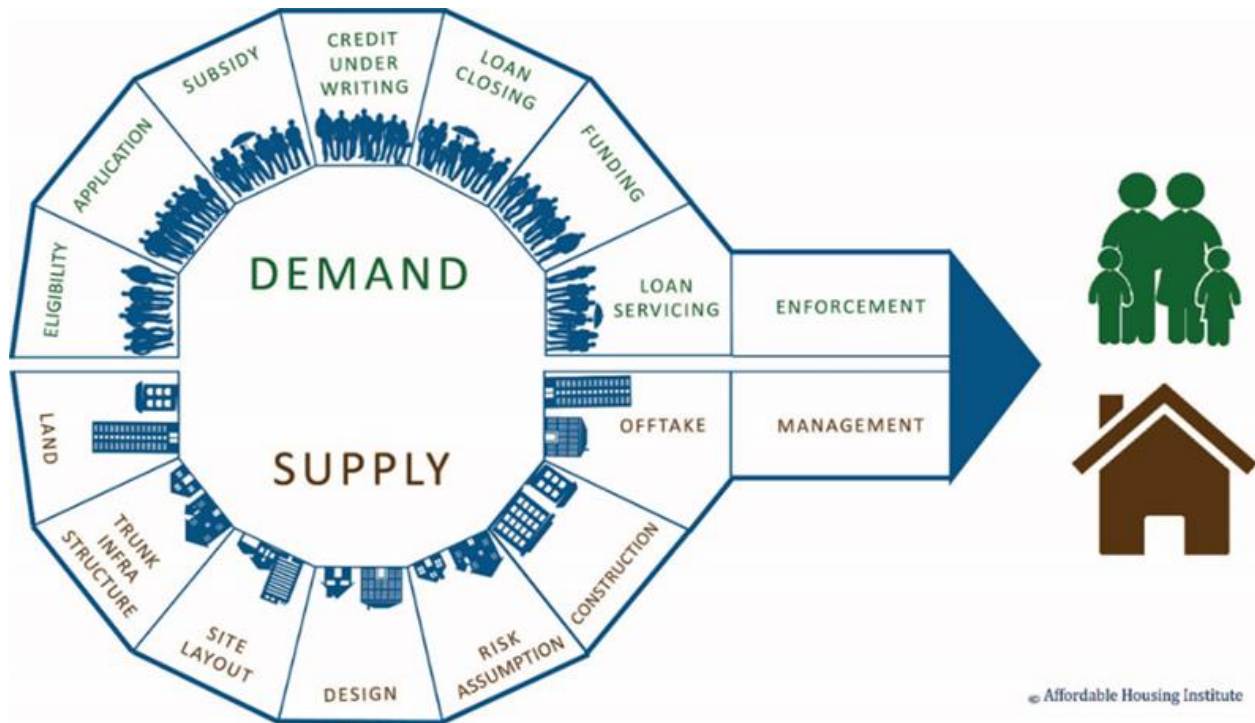 ELIGIBILITY
APPLICATION
SUBSIDY
CREDIT
UNDER
WRITING
LOAN
CLOSING
FUNDING
LOAN
SERVICING
ENFORCEMENT
DEMAND
SUPPLY
LAND
TRUNK
INFRA
STRUCTURE
SITE
LAYOUT
DESIGN
RISK
ASSUMPTION
CONSTRUCTION
OFFTAKE
MANAGEMENT
© Affordable Housing Institute